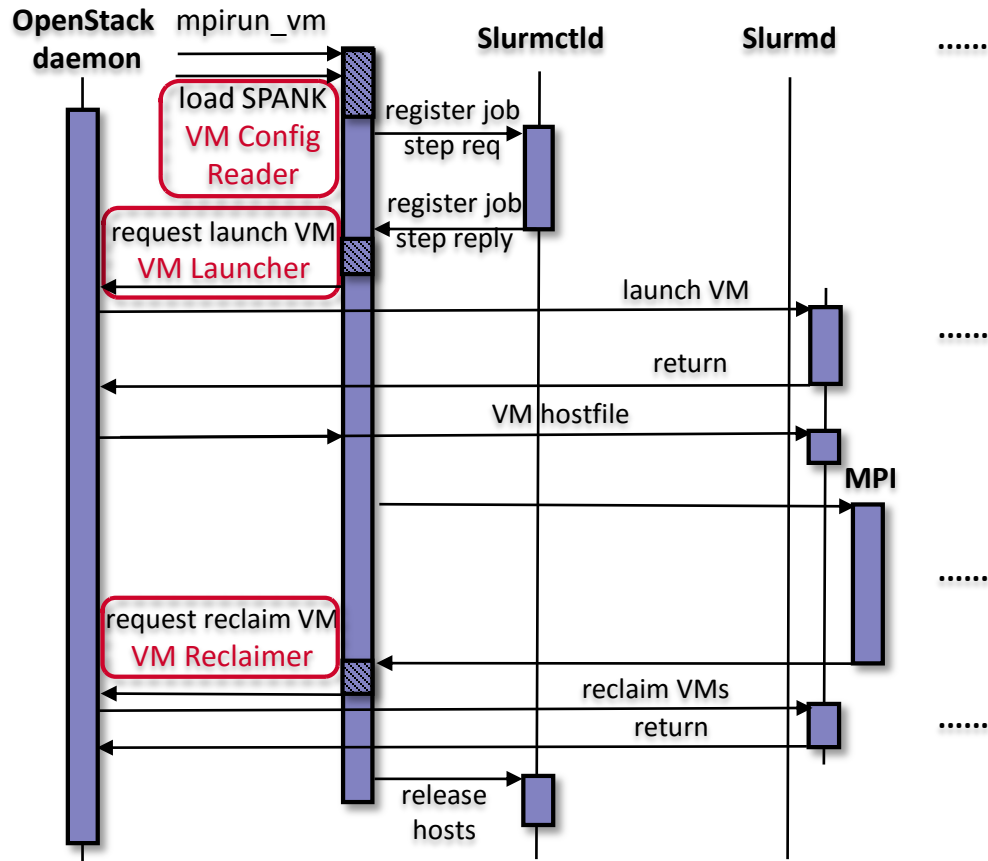 OpenStack
daemon
mpirun_vm
Slurmctld
Slurmd
......
load SPANK
VM Config
Reader
register job
step req
register job
step reply
request launch VM
VM Launcher
launch VM
......
return
VM hostfile
MPI
......
request reclaim VM
VM Reclaimer
reclaim VMs
return
......
release
hosts